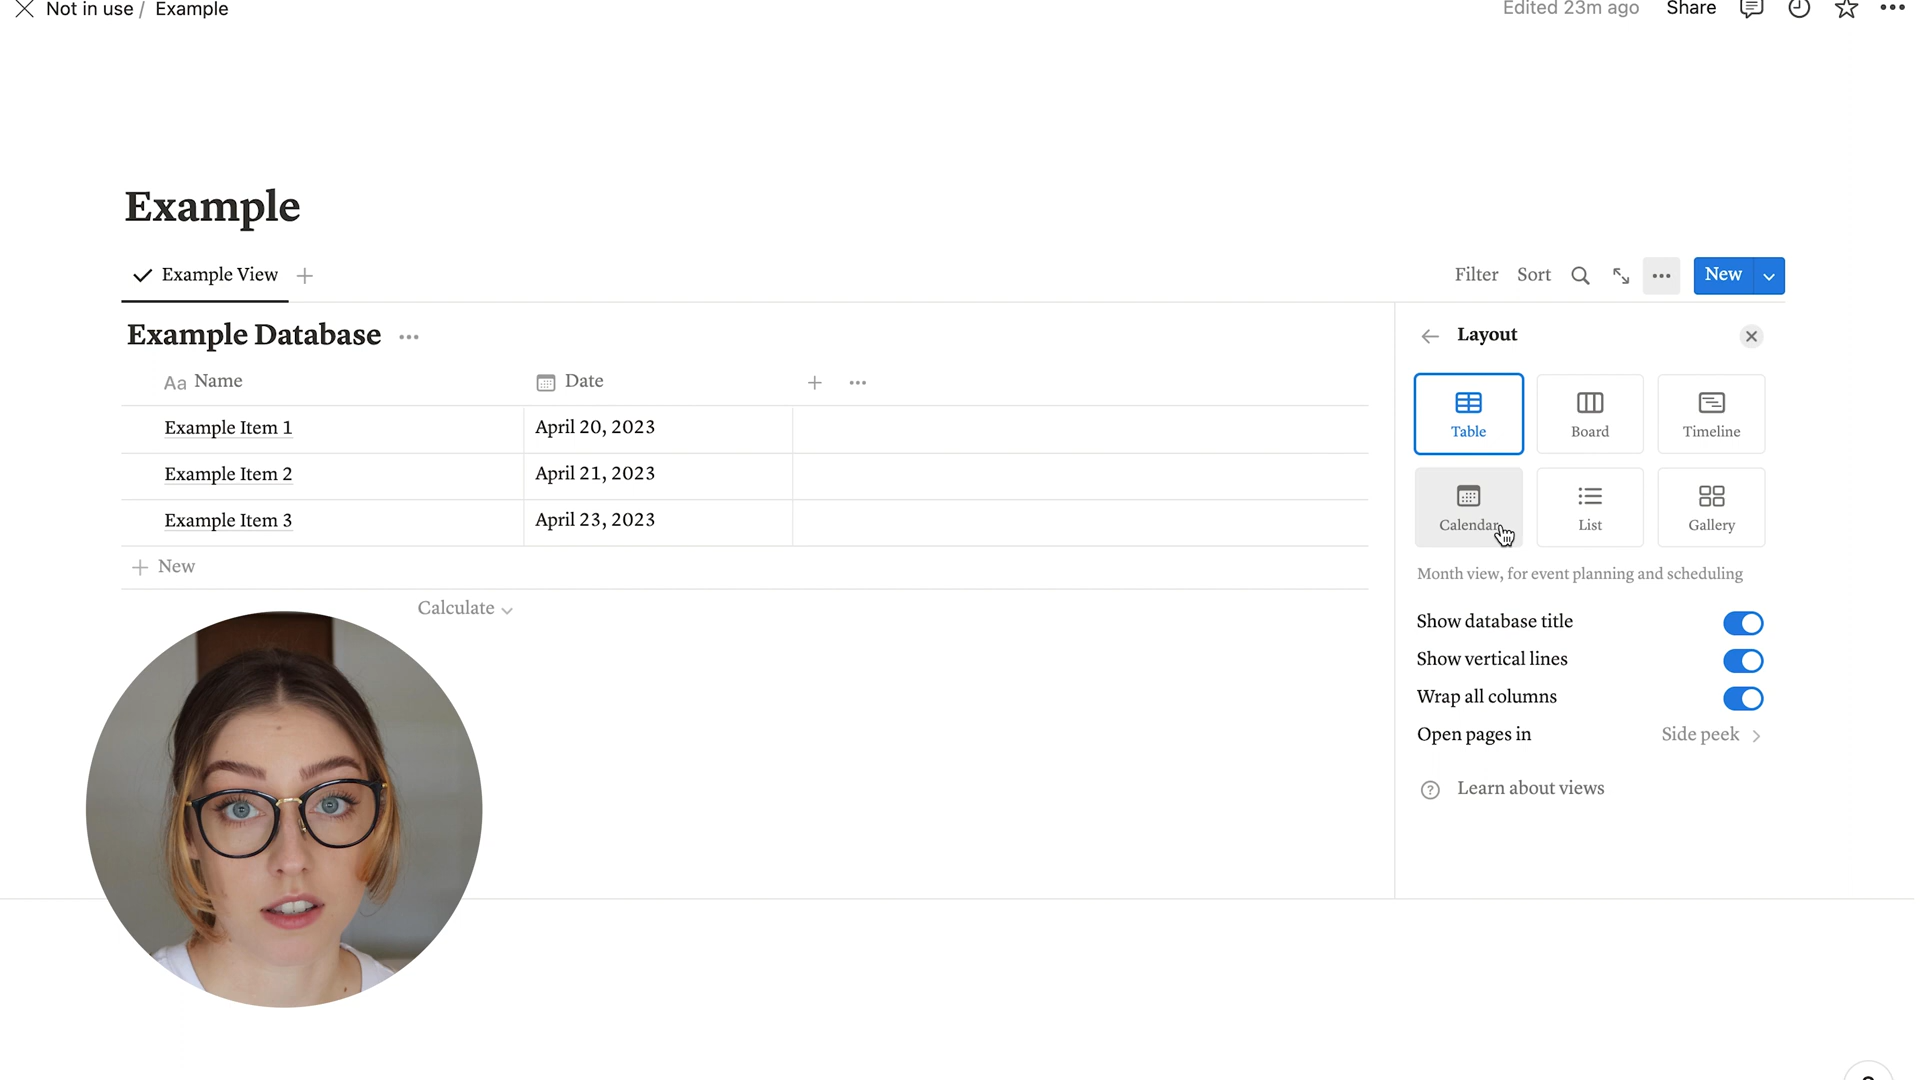 Not in use / Example
Edited 23m ago
Share
Example
Example View
Filter
Sort
New
Example Database
Aa Name
Date
Example Item 1
April 20, 2023
Example Item 2
April 21, 2023
Example Item 3
April 23, 2023
New
Calculate
Layout
Table
Board
Timeline
Calendar
List
Gallery
Month view, for event planning and scheduling
Show database title
Show vertical lines
Wrap all columns
Open pages in
Side peek
? Learn about views